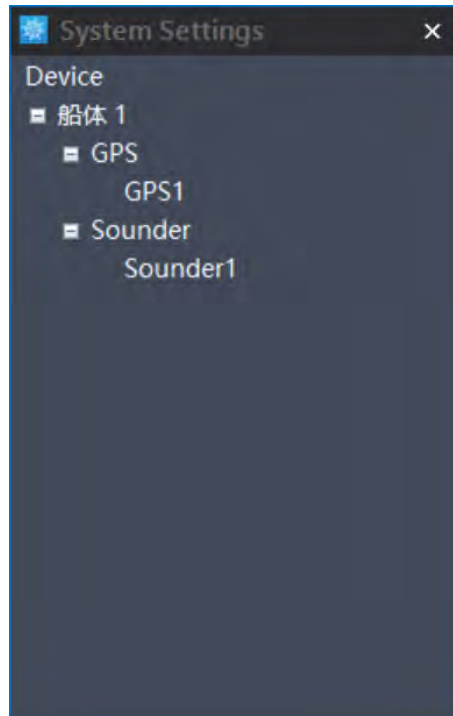 System Settings
Device
船体 1
GPS
GPS1
Sounder
Sounder1